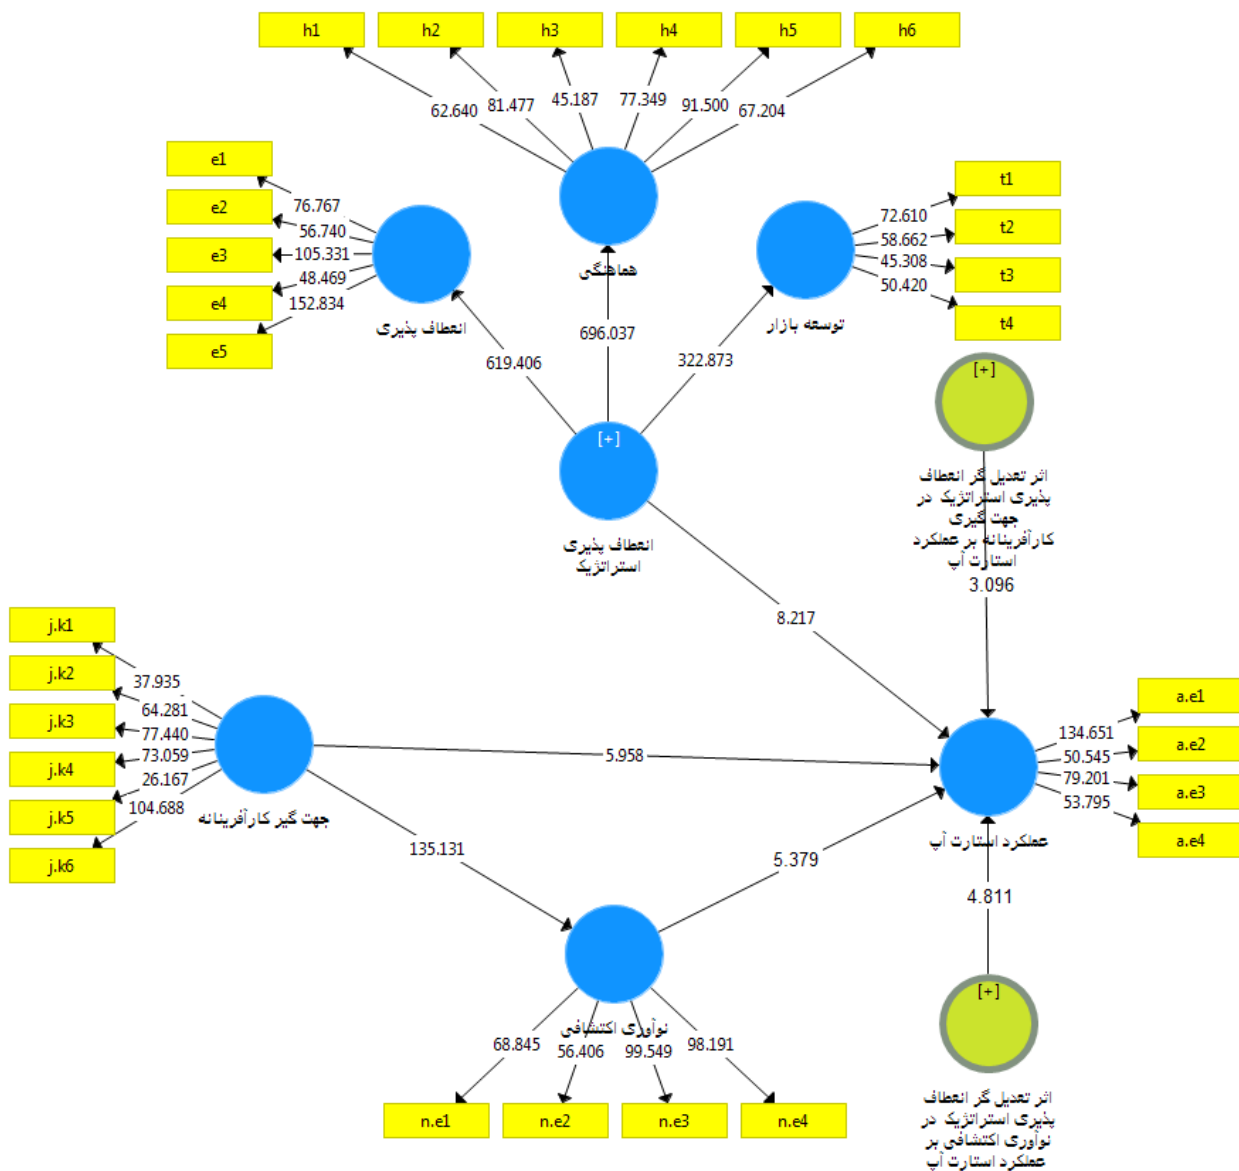 h1
h2
h3
h4
h5
h6
62.640
81.477
45.187
77.349
91.500
67.204
e1
e2
e3
e4
e5
76.767
56.740
105.331
48.469
152.834
انعطاف پذیری
هماهنگی
توسعه بازار
72.610
58.662
45.308
50.420
t1
t2
t3
t4
619.406
696.037
322.873
[+]
انعطاف پذیری
استراتژیک
[+]
اثر تعدیل گر انعطاف
پذیری استراتژیک در
جهت گیری
کارآفرینانه بر عملکرد
استارت آپ
3.096
8.217
j.k1
j.k2
j.k3
j.k4
j.k5
j.k6
37.935
64.281
77.440
73.059
26.167
104.688
جهت گیر کارآفرینانه
5.958
135.131
5.379
عملکرد استارت آپ
134.651
50.545
79.201
53.795
a.e1
a.e2
a.e3
a.e4
4.811
نوآوری اکتشافی
68.845
56.406
99.549
98.191
n.e1
n.e2
n.e3
n.e4
[+]
اثر تعدیل گر انعطاف
پذیری استراتژیک در
نوآوری اکتشافی بر
عملکرد استارت آپ